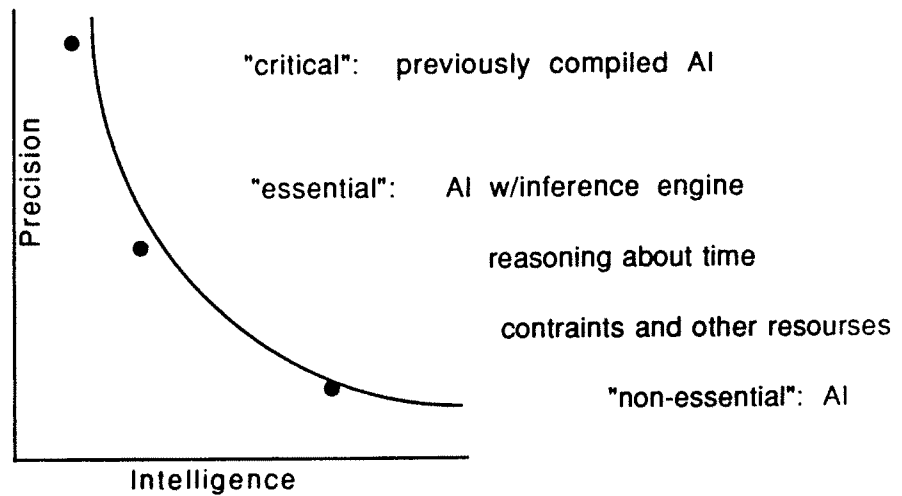 "critical": previously compiled AI
Precision
"essential": AI w/inference engine
reasoning about time
contraints and other resourses
"non-essential": AI
Intelligence